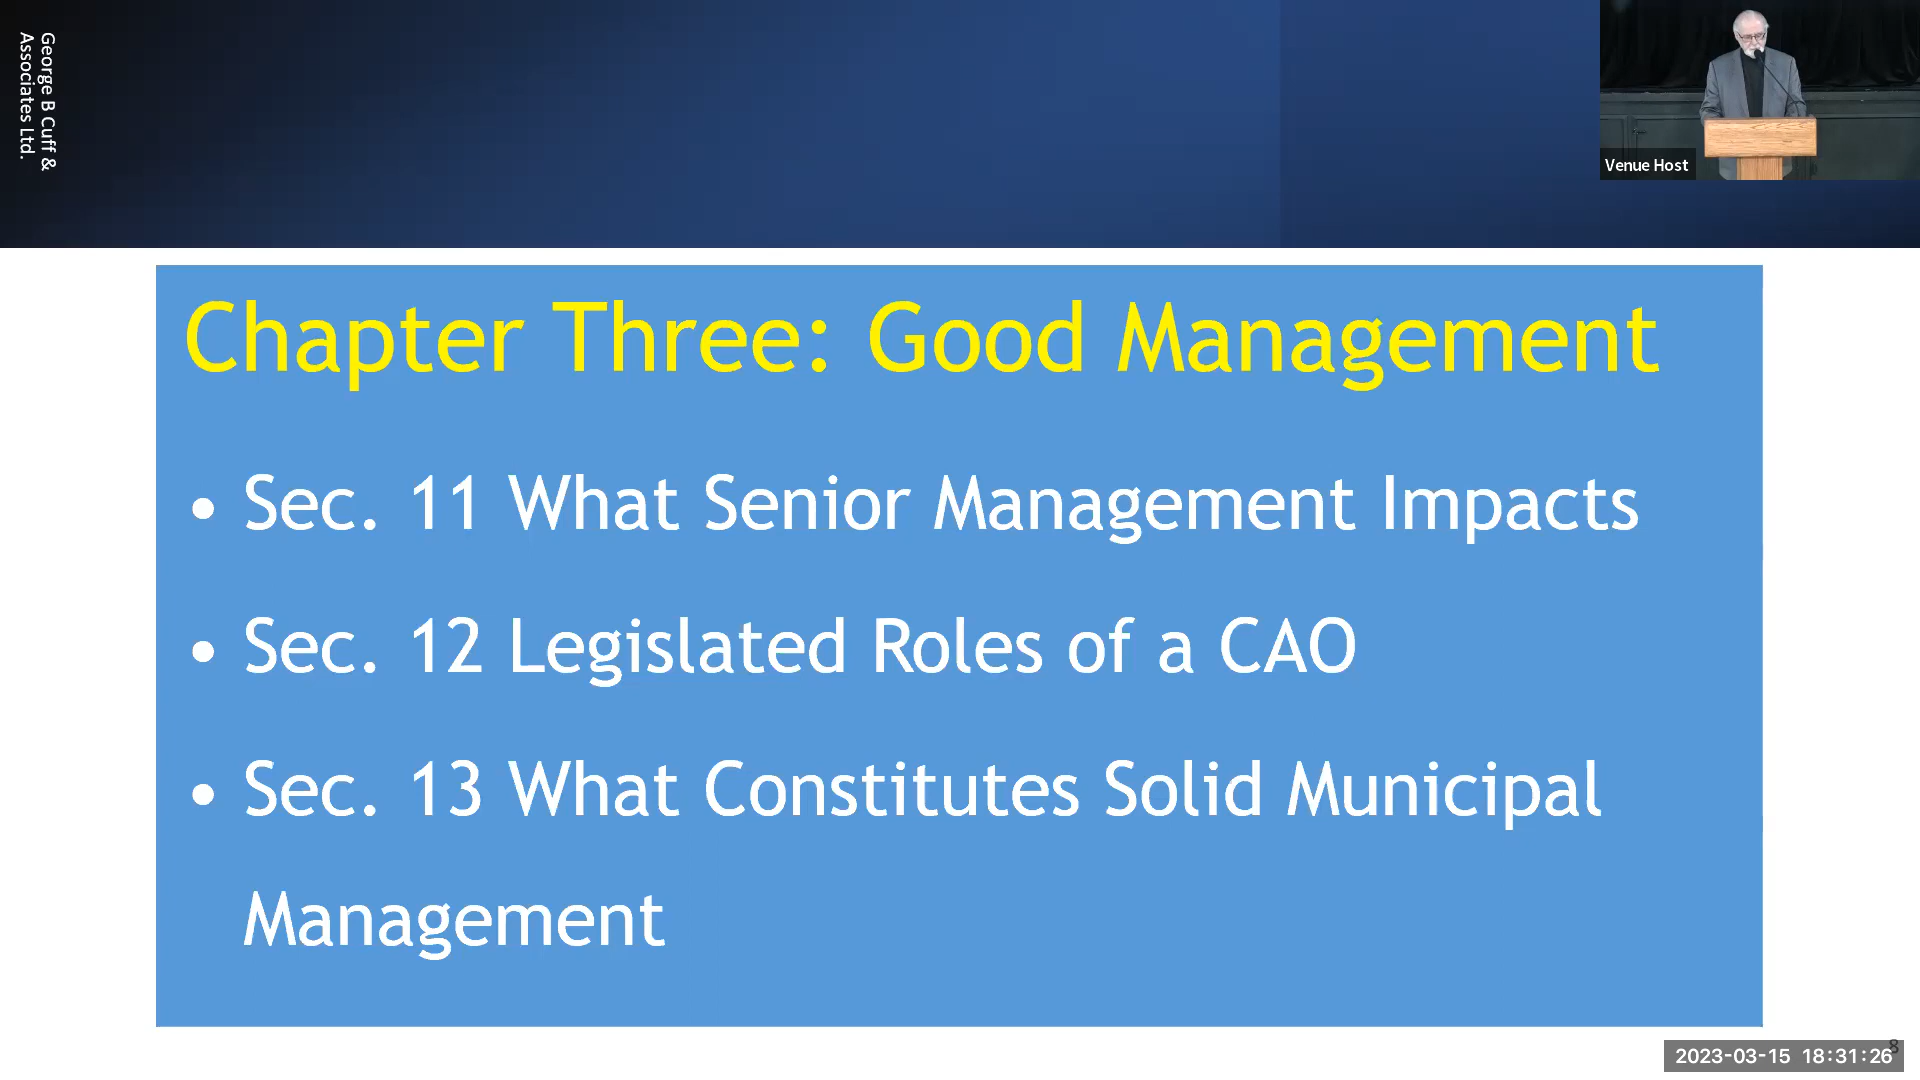 George B Cuff &
Associates Ltd.
Venue Host
Chapter Three: Good Management
• Sec. 11 What Senior Management Impacts
• Sec. 12 Legislated Roles of a CAO
• Sec. 13 What Constitutes Solid Municipal
Management
8
2023-03-15 18:31:26